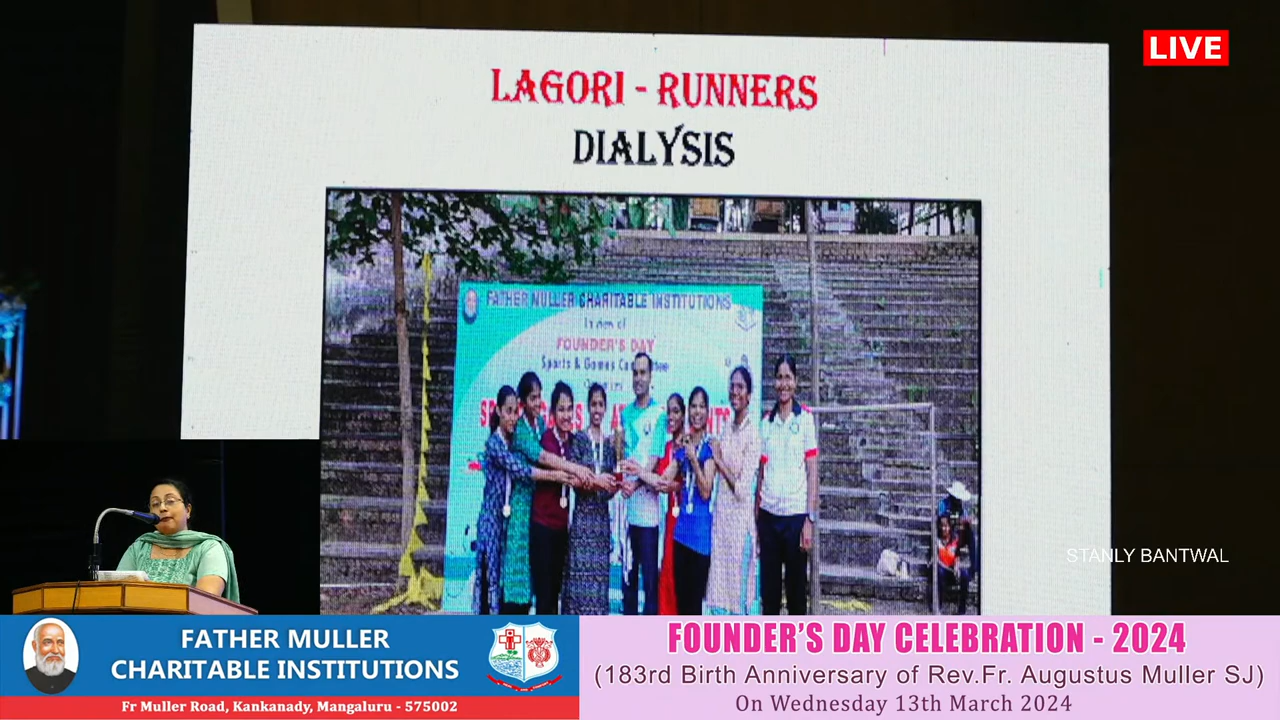 LIVE
LAGORI - RUNNERS
DIALYSIS
FATHER MULLER CHARITABLE INSTITUTIONS
FOUNDER'S DAY
Sports & Games
STANLY BANTWAL
FATHER MULLER
CHARITABLE INSTITUTIONS
Fr Muller Road, Kankanady, Mangaluru - 575002
FOUNDER'S DAY CELEBRATION - 2024
(183rd Birth Anniversary of Rev.Fr. Augustus Muller SJ)
On Wednesday 13th March 2024